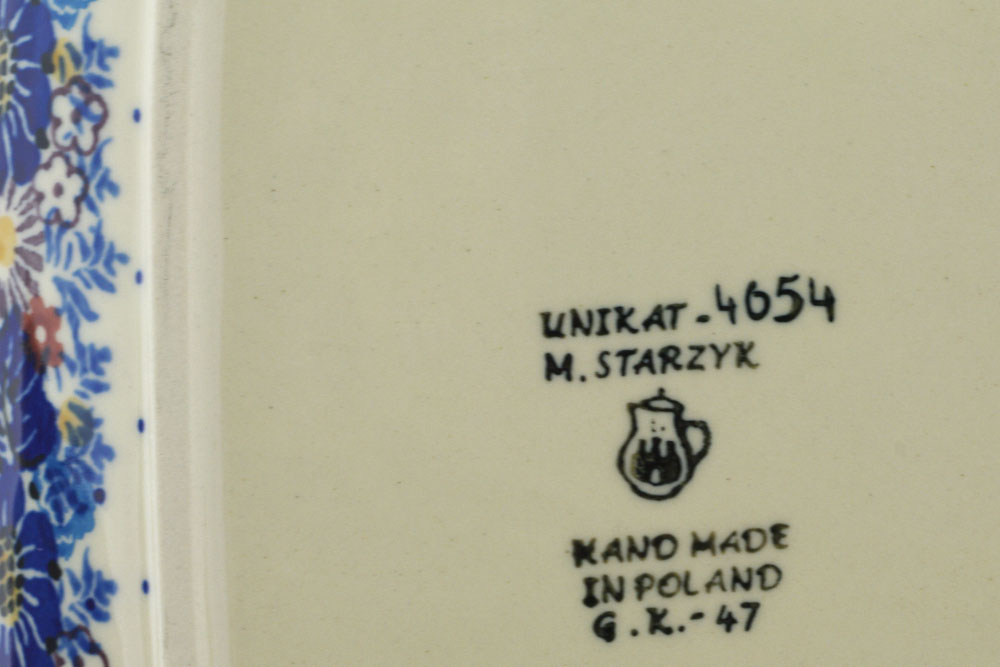 UNIKAT-4654
M. STARZYK
HAND MADE
IN POLAND
G.K.-47